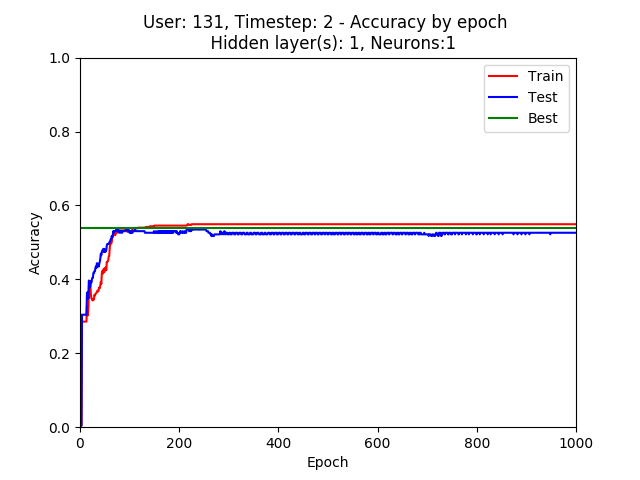 User: 131, Timestep: 2 - Accuracy by epoch
Hidden layer(s): 1, Neurons:1
1.0
0.8
0.6
0.4
0.2
0.0
Accuracy
Train
Test
Best
0
200
400
600
800
1000
Epoch